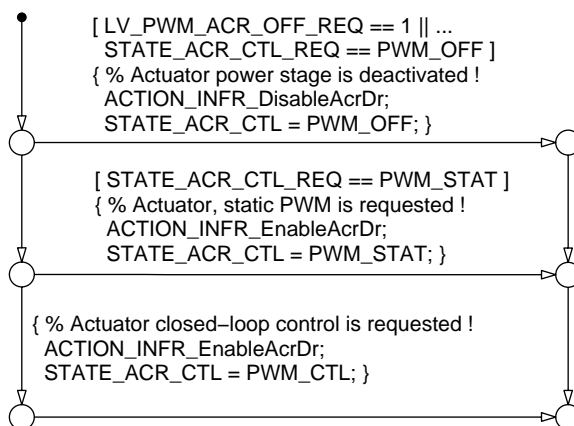 [ LV_PWM_ACR_OFF_REQ == 1 || ...
STATE_ACR_CTL_REQ == PWM_OFF ]
{ % Actuator power stage is deactivated !
ACTION_INFR_DisableAcrDr;
STATE_ACR_CTL = PWM_OFF; }
[ STATE_ACR_CTL_REQ == PWM_STAT ]
{ % Actuator, static PWM is requested !
ACTION_INFR_EnableAcrDr;
STATE_ACR_CTL = PWM_STAT; }
{ % Actuator closed−loop control is requested !
ACTION_INFR_EnableAcrDr;
STATE_ACR_CTL = PWM_CTL; }